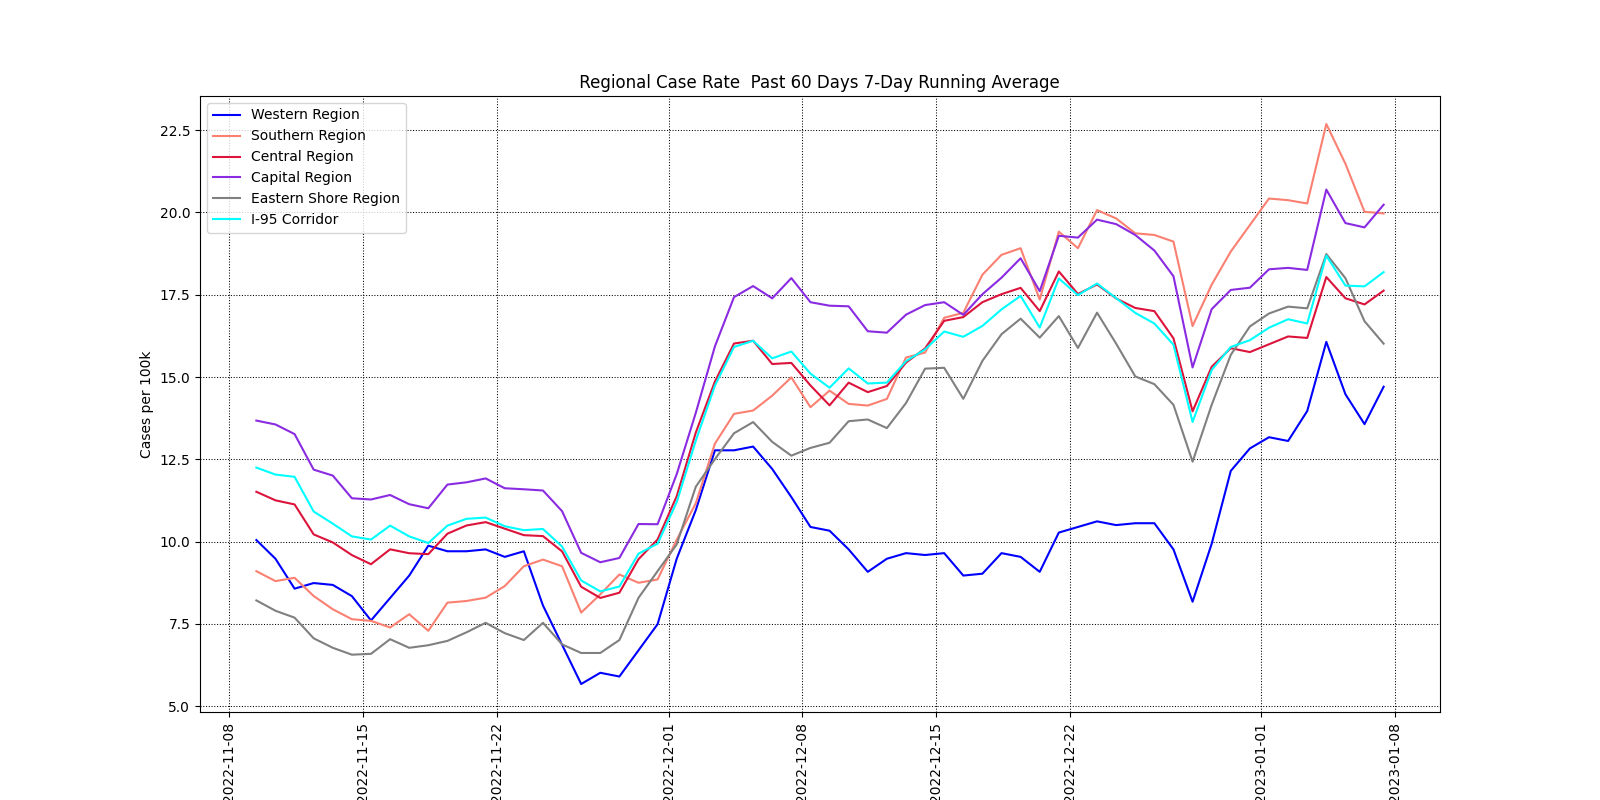 Regional Case Rate  Past 60 Days 7-Day Running Average
Western Region
Southern Region
Central Region
Capital Region
Eastern Shore Region
I-95 Corridor
Cases per 100k
22.5
20.0
17.5
15.0
12.5
10.0
7.5
5.0
2022-11-08
2022-11-15
2022-11-22
2022-12-01
2022-12-08
2022-12-15
2022-12-22
2023-01-01
2023-01-08